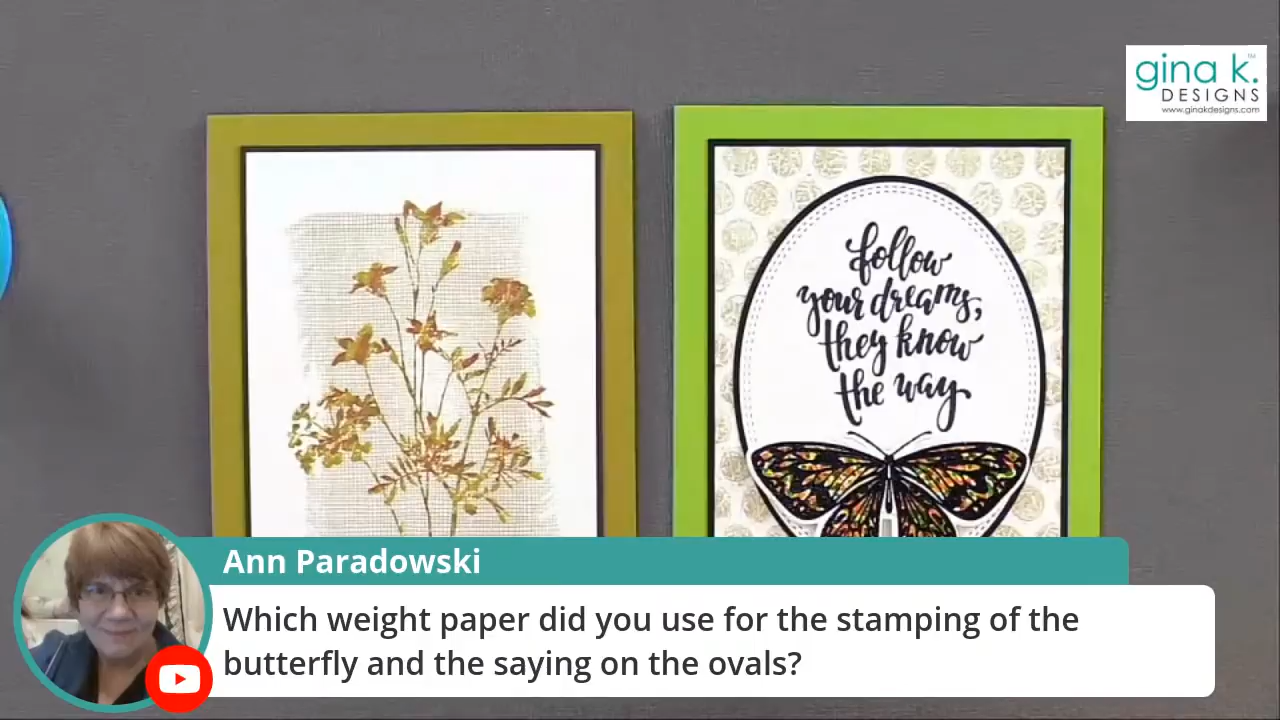 gina k.™
DESIGNS
www.ginakdesigns.com
follow
your dreams,
they know
the way
Ann Paradowski
Which weight paper did you use for the stamping of the
butterfly and the saying on the ovals?